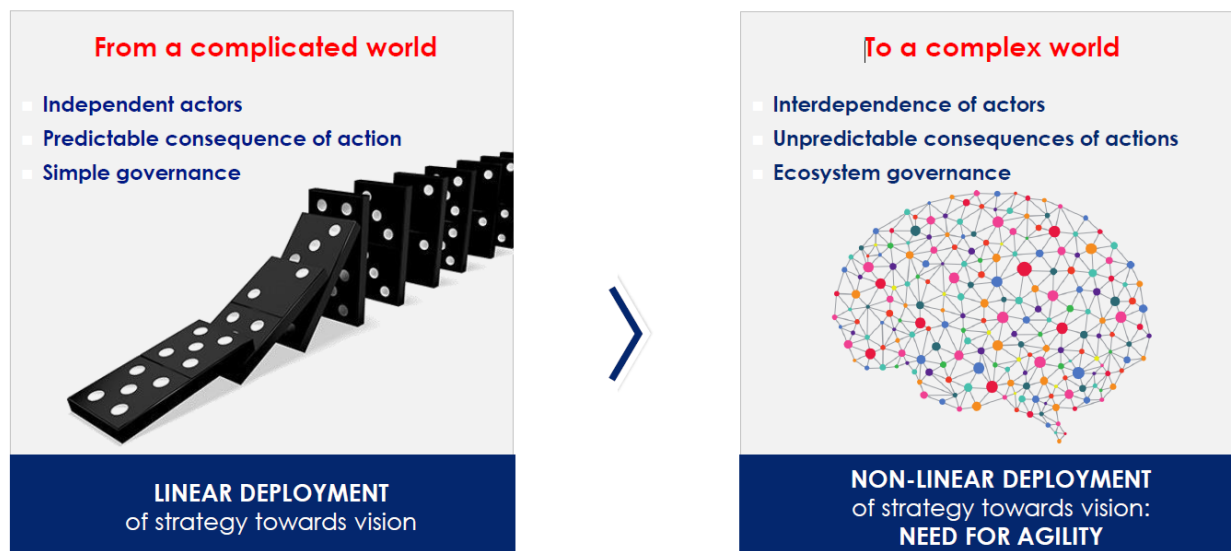 From a complicated world
Independent actors
Predictable consequence of action
Simple governance
LINEAR DEPLOYMENT
of strategy towards vision
To a complex world
Interdependence of actors
Unpredictable consequences of actions
Ecosystem governance
NON-LINEAR DEPLOYMENT
of strategy towards vision:
NEED FOR AGILITY